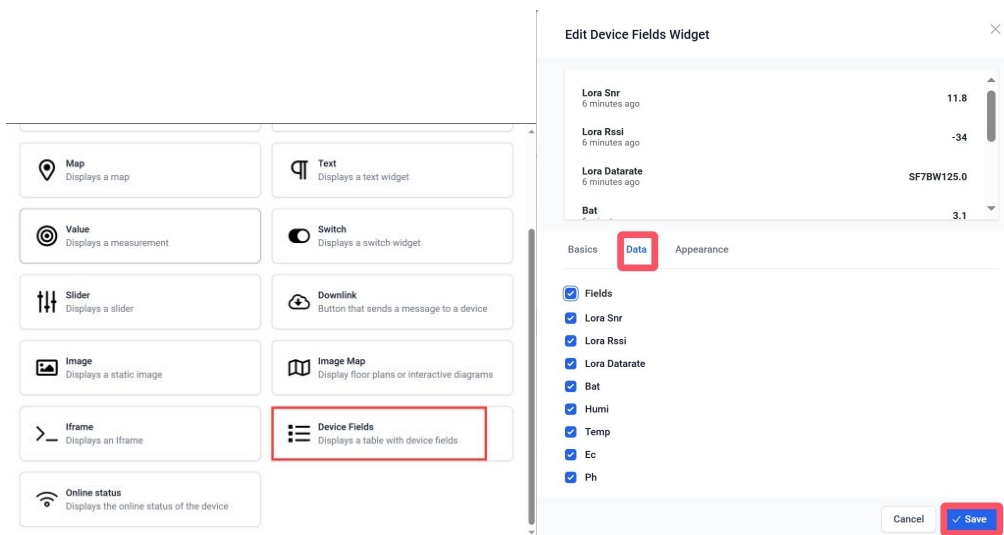 Map
Displays a map
Text
Displays a text widget
Value
Displays a measurement
Switch
Displays a switch widget
Slider
Displays a slider
Downlink
Button that sends a message to a device
Image
Displays a static image
Image Map
Display floor plans or interactive diagrams
Iframe
Displays an Iframe
Device Fields
Displays a table with device fields
Online status
Displays the online status of the device
Edit Device Fields Widget
Lora Snr
6 minutes ago
11.8
Lora Rssi
6 minutes ago
-34
Lora Datarate
6 minutes ago
SF7BW125.0
Bat
3.1
Basics Data Appearance
Fields
Lora Snr
Lora Rssi
Lora Datarate
Bat
Humi
Temp
Ec
Ph
Cancel Save